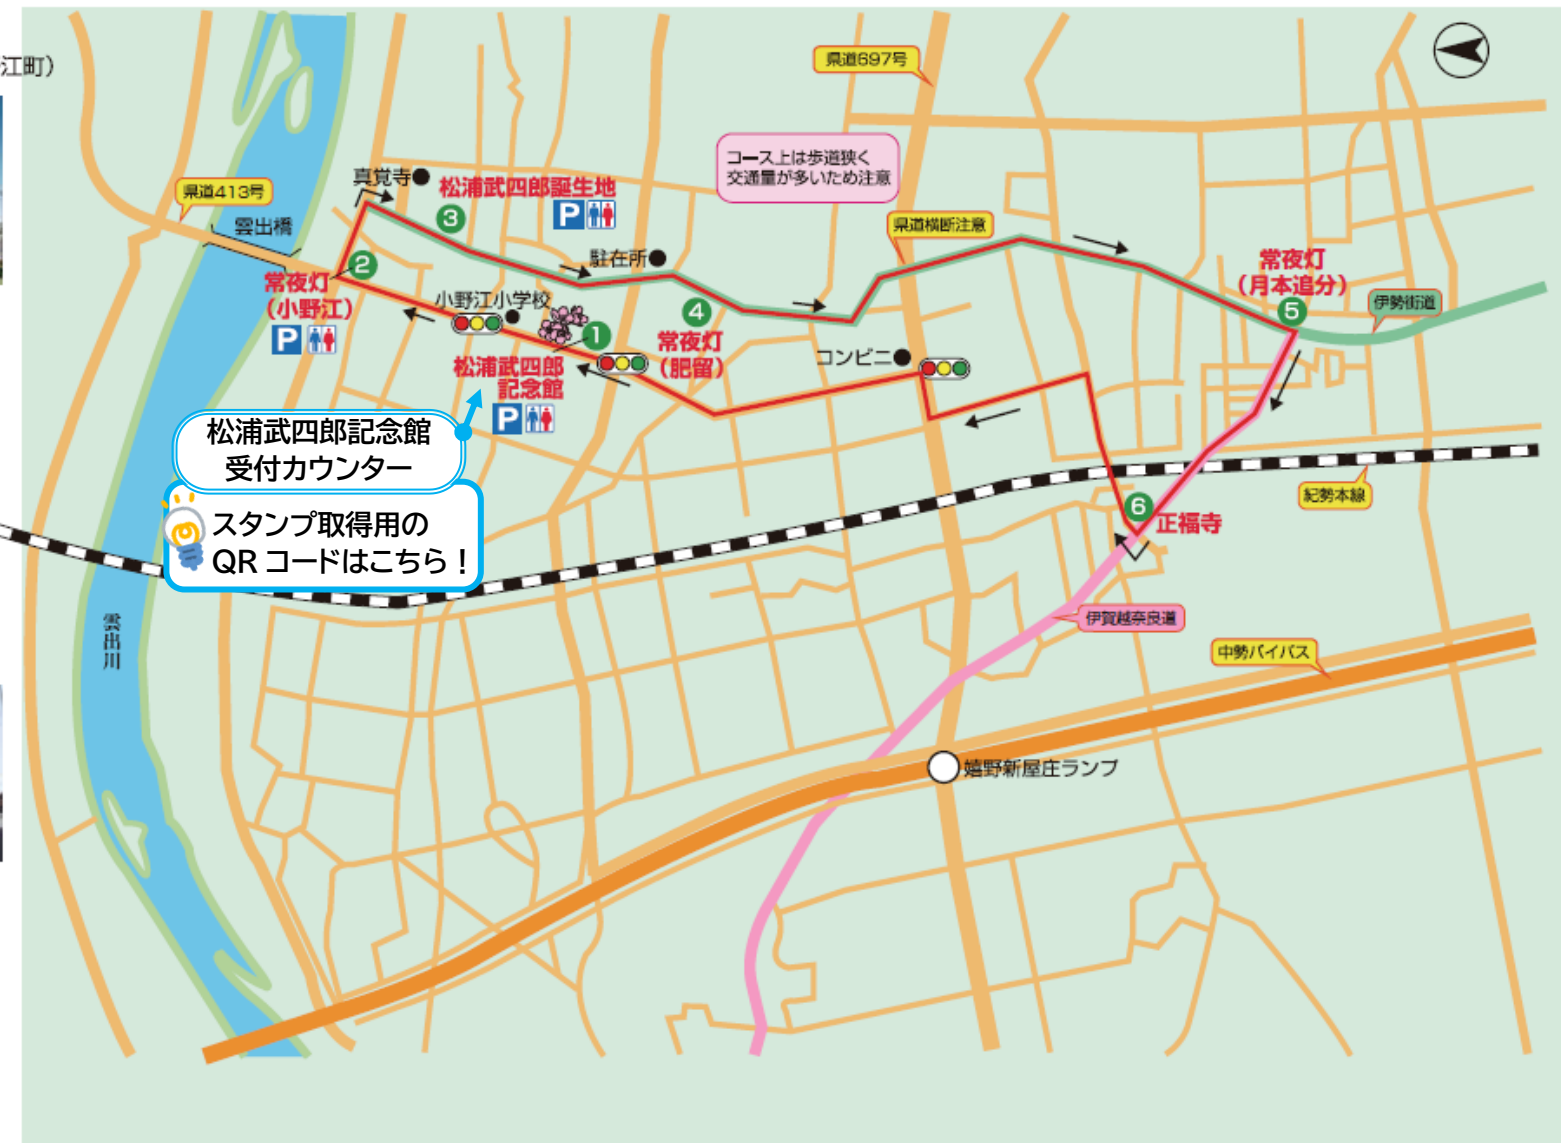 江町）
県道697号
コース上は歩道狭く
交通量が多いため注意
真覚寺
県道413号
松浦武四郎誕生地
3
P
雲出橋
県道横断注意
駐在所
2
常夜灯
（小野江）
P
小野江小学校
4
常夜灯
（肥留）
1
松浦武四郎
記念館
P
コンビニ
常夜灯
（月本追分）
5
伊勢街道
松浦武四郎記念館
受付カウンター
スタンプ取得用の
QRコードはこちら！
紀勢本線
6
正福寺
雲出川
伊賀越奈良道
中勢バイパス
嬉野新屋庄ランプ